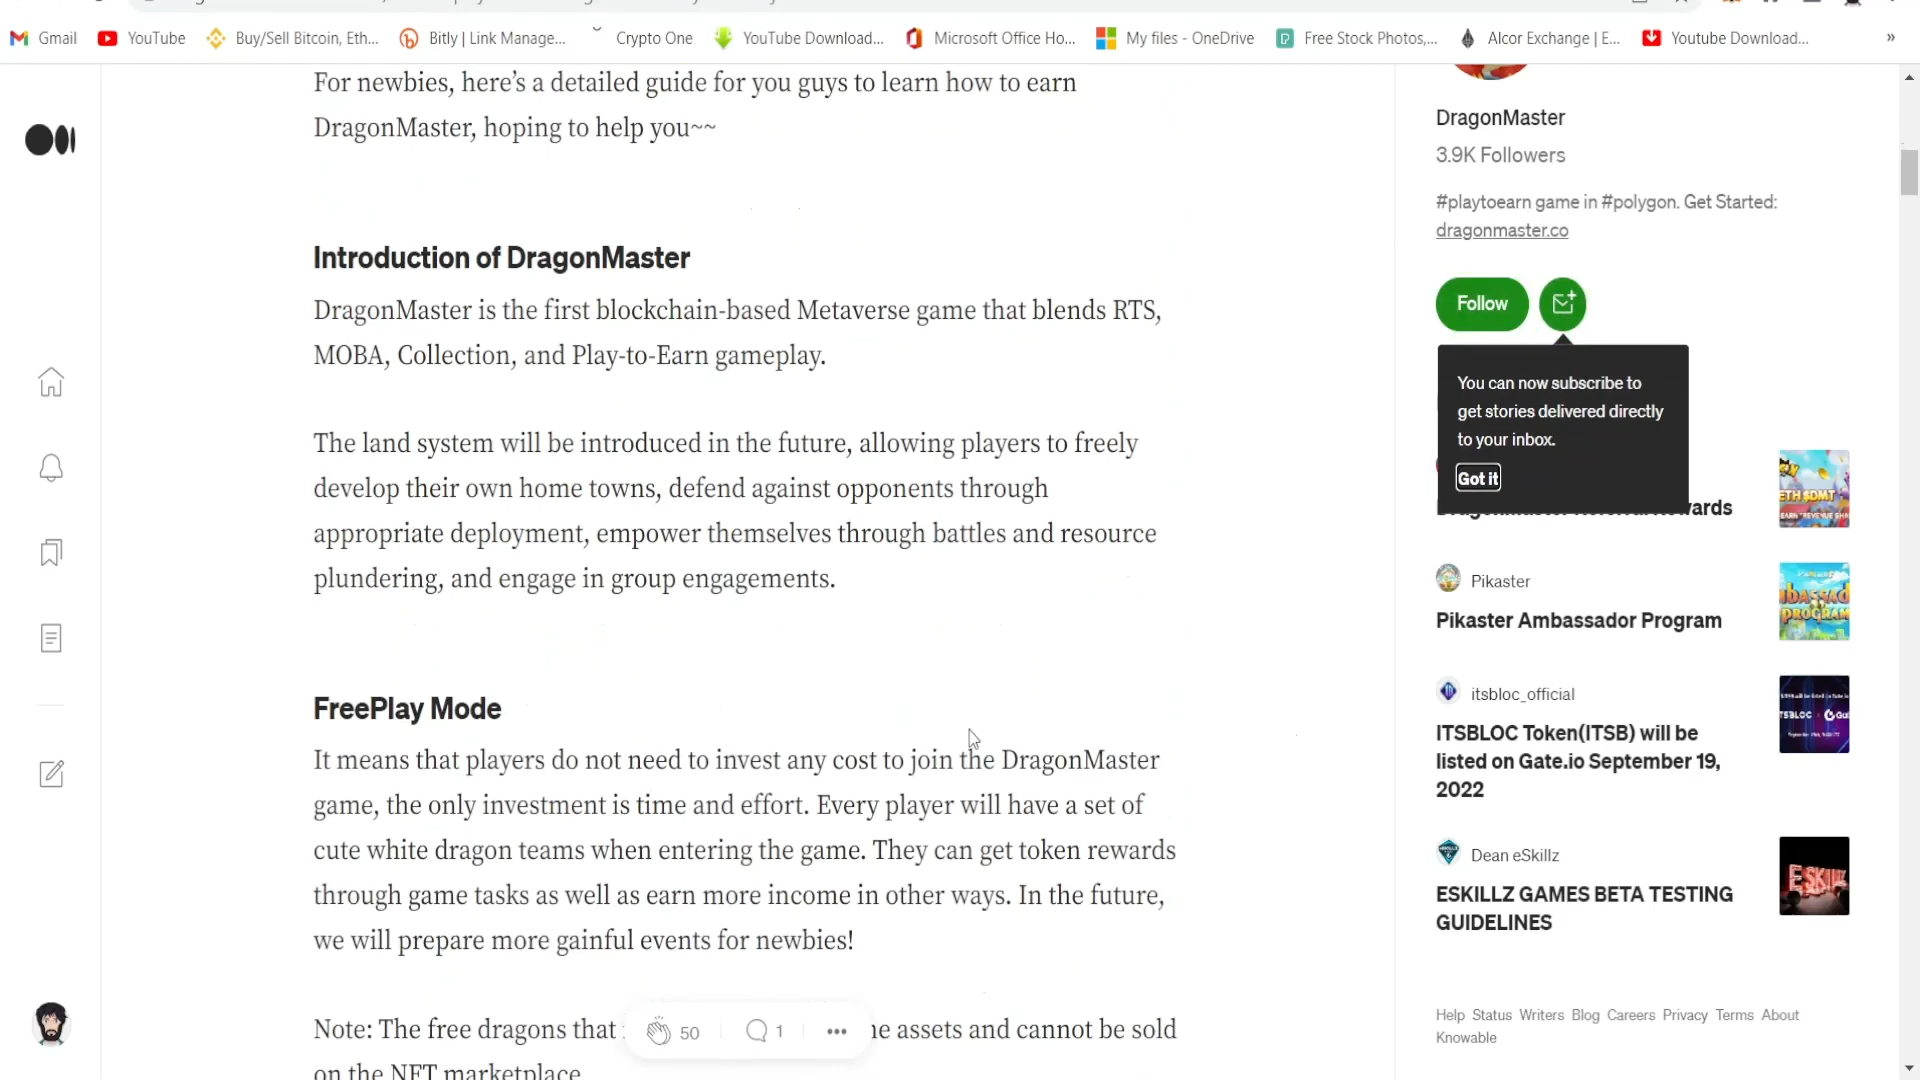 Gmail
YouTube
Buy/Sell Bitcoin, Eth...
Bitly | Link Manage...
Crypto One
YouTube Download...
Microsoft Office Ho...
My files - OneDrive
Free Stock Photos,...
Alcor Exchange | E...
Youtube Download...
»
For newbies, here's a detailed guide for you guys to learn how to earn
DragonMaster, hoping to help you~~
Introduction of DragonMaster
DragonMaster is the first blockchain-based Metaverse game that blends RTS,
MOBA, Collection, and Play-to-Earn gameplay.
The land system will be introduced in the future, allowing players to freely
develop their own home towns, defend against opponents through
appropriate deployment, empower themselves through battles and resource
plundering, and engage in group engagements.
FreePlay Mode
It means that players do not need to invest any cost to join the DragonMaster
game, the only investment is time and effort. Every player will have a set of
cute white dragon teams when entering the game. They can get token rewards
through game tasks as well as earn more income in other ways. In the future,
we will prepare more gainful events for newbies!
Note: The free dragons that assets and cannot be sold
on the NFT marketplace
50
1
DragonMaster
3.9K Followers
#playtoearn game in #polygon. Get Started:
dragonmaster.co
Follow
You can now subscribe to
get stories delivered directly
to your inbox.
Got it
ETH $DMT
Pikaster
Pikaster Ambassador Program
PROGRAM
itsbloc_official
ITSBLOC Token(ITSB) will be
listed on Gate.io September 19,
2022
Dean eSkillz
ESKILLZ GAMES BETA TESTING
GUIDELINES
Help Status Writers Blog Careers Privacy Terms About
Knowable